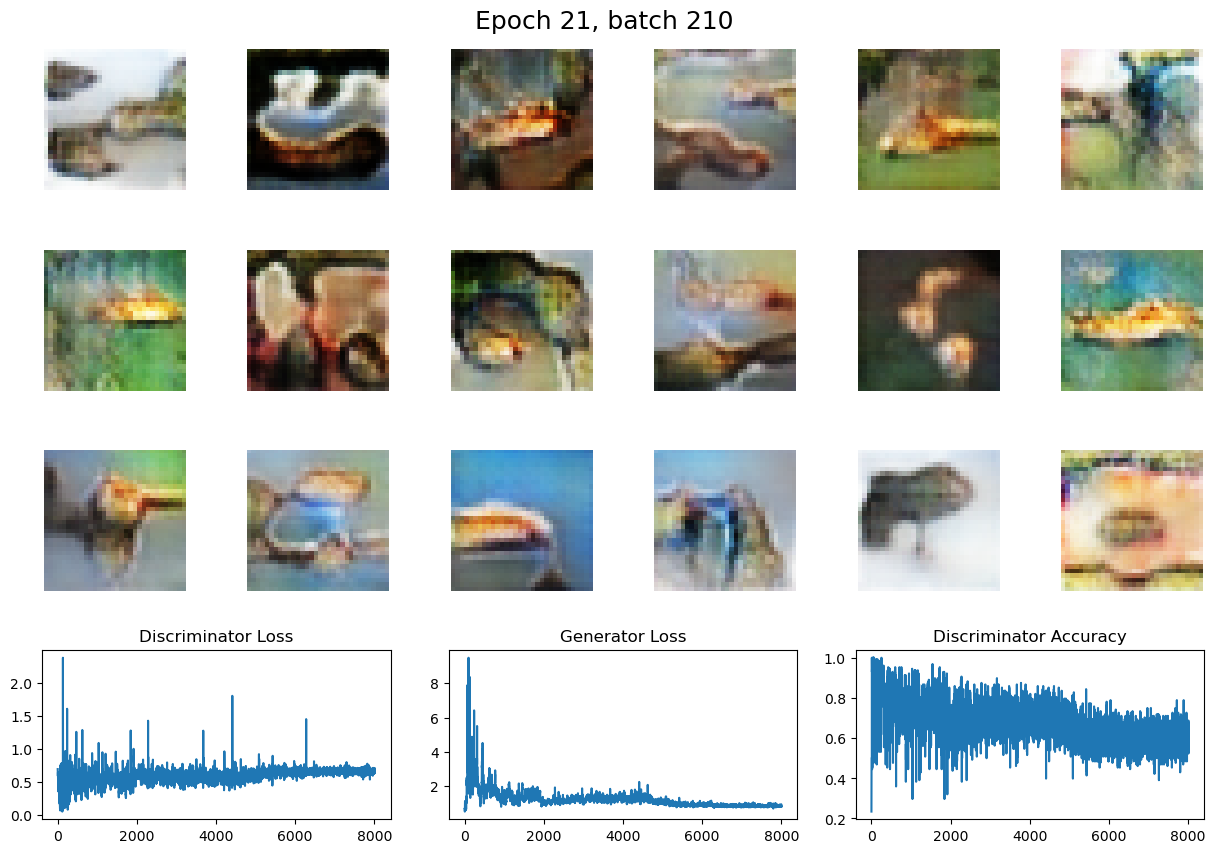 Epoch 21, batch 210
Discriminator Loss
Generator Loss
Discriminator Accuracy
2.0
1.5
1.0
0.5
0.0
0 2000 4000 6000 8000
8
6
4
2
0 2000 4000 6000 8000
1.0
0.8
0.6
0.4
0.2
0 2000 4000 6000 8000